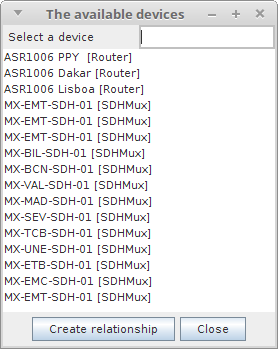 The available devices
Select a device
ASR1006 PPY  [Router]
ASR1006 Dakar [Router]
ASR1006 Lisboa [Router]
MX-EMT-SDH-01 [SDHMux]
MX-EMT-SDH-01 [SDHMux]
MX-EMT-SDH-01 [SDHMux]
MX-BIL-SDH-01 [SDHMux]
MX-BCN-SDH-01 [SDHMux]
MX-VAL-SDH-01 [SDHMux]
MX-MAD-SDH-01 [SDHMux]
MX-SEV-SDH-01 [SDHMux]
MX-TCB-SDH-01 [SDHMux]
MX-UNE-SDH-01 [SDHMux]
MX-ETB-SDH-01 [SDHMux]
MX-EMC-SDH-01 [SDHMux]
MX-EMT-SDH-01 [SDHMux]
Create relationship Close